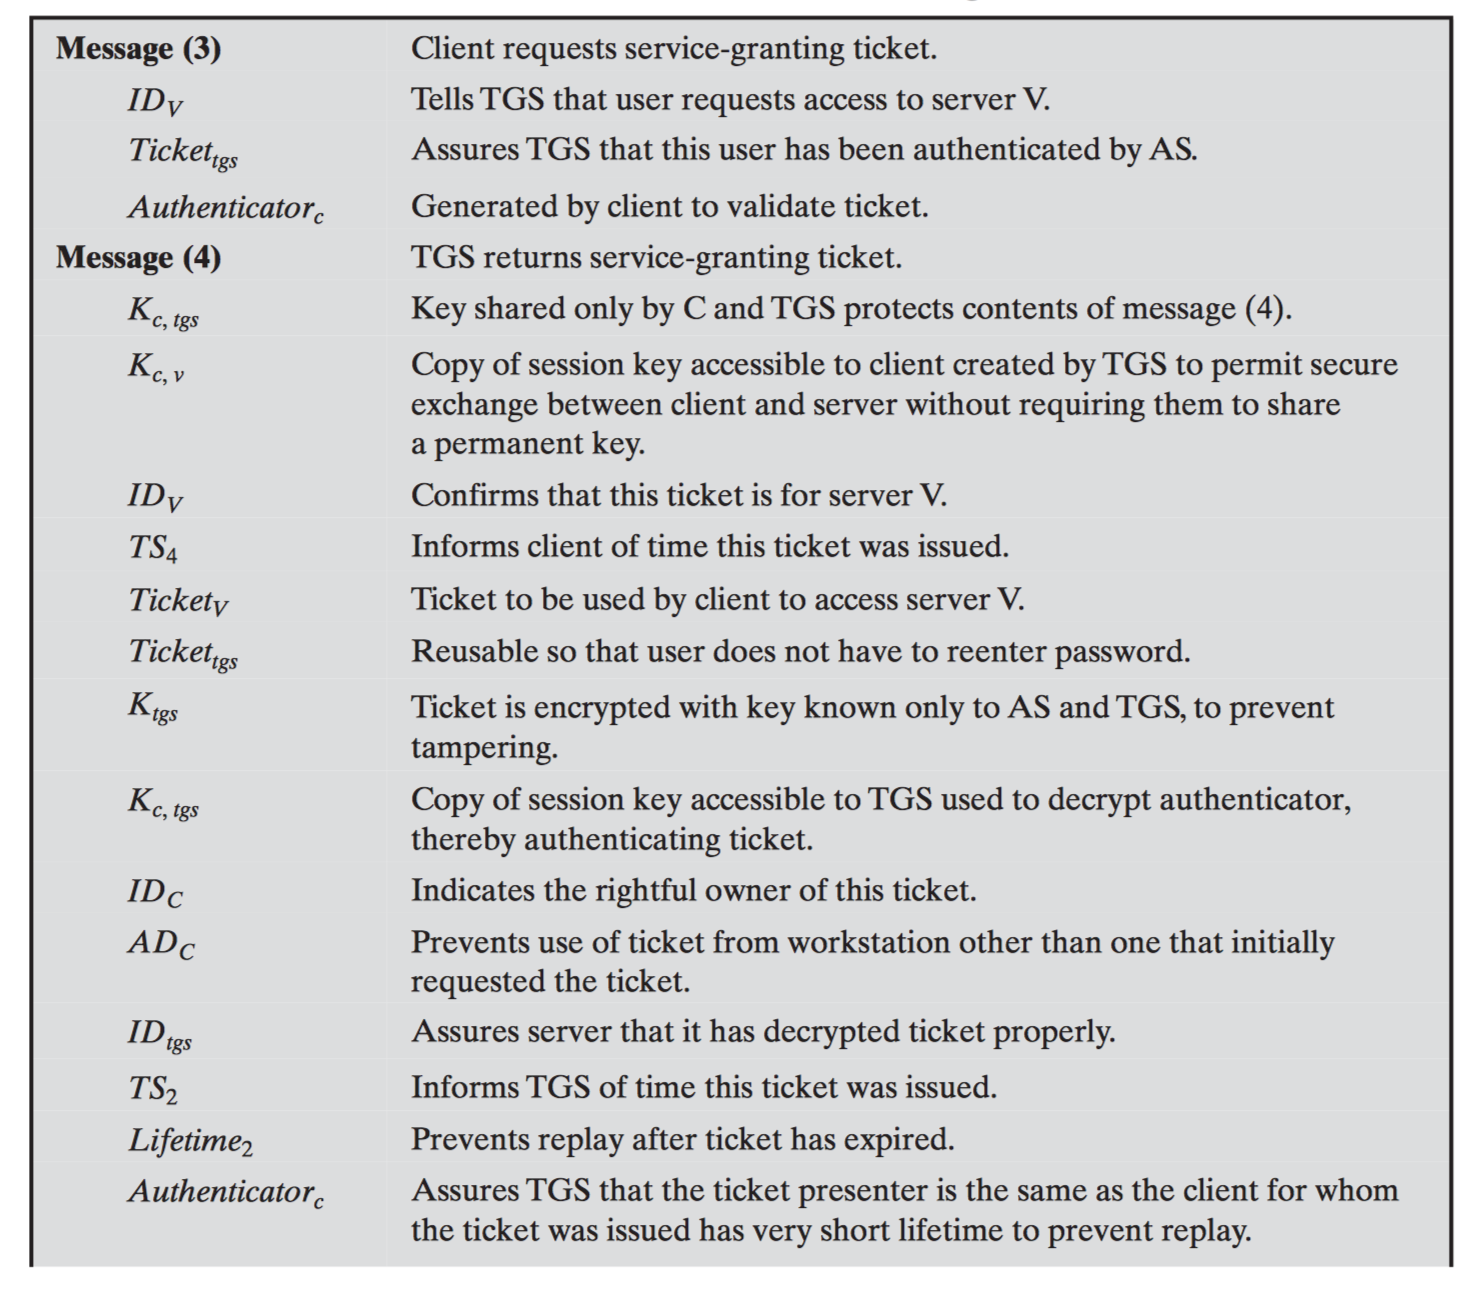 Message (3) Client requests service-granting ticket.
ID_V Tells TGS that user requests access to server V.
Ticket_tgs Assures TGS that this user has been authenticated by AS.
Authenticator_c Generated by client to validate ticket.
Message (4) TGS returns service-granting ticket.
K_c, tgs Key shared only by C and TGS protects contents of message (4).
K_c, v Copy of session key accessible to client created by TGS to permit secure
exchange between client and server without requiring them to share
a permanent key.
ID_V Confirms that this ticket is for server V.
TS_4 Informs client of time this ticket was issued.
Ticket_V Ticket to be used by client to access server V.
Ticket_tgs Reusable so that user does not have to reenter password.
K_tgs Ticket is encrypted with key known only to AS and TGS, to prevent
tampering.
K_c, tgs Copy of session key accessible to TGS used to decrypt authenticator,
thereby authenticating ticket.
ID_C Indicates the rightful owner of this ticket.
AD_C Prevents use of ticket from workstation other than one that initially
requested the ticket.
ID_tgs Assures server that it has decrypted ticket properly.
TS_2 Informs TGS of time this ticket was issued.
Lifetime_2 Prevents replay after ticket has expired.
Authenticator_c Assures TGS that the ticket presenter is the same as the client for whom
the ticket was issued has very short lifetime to prevent replay.